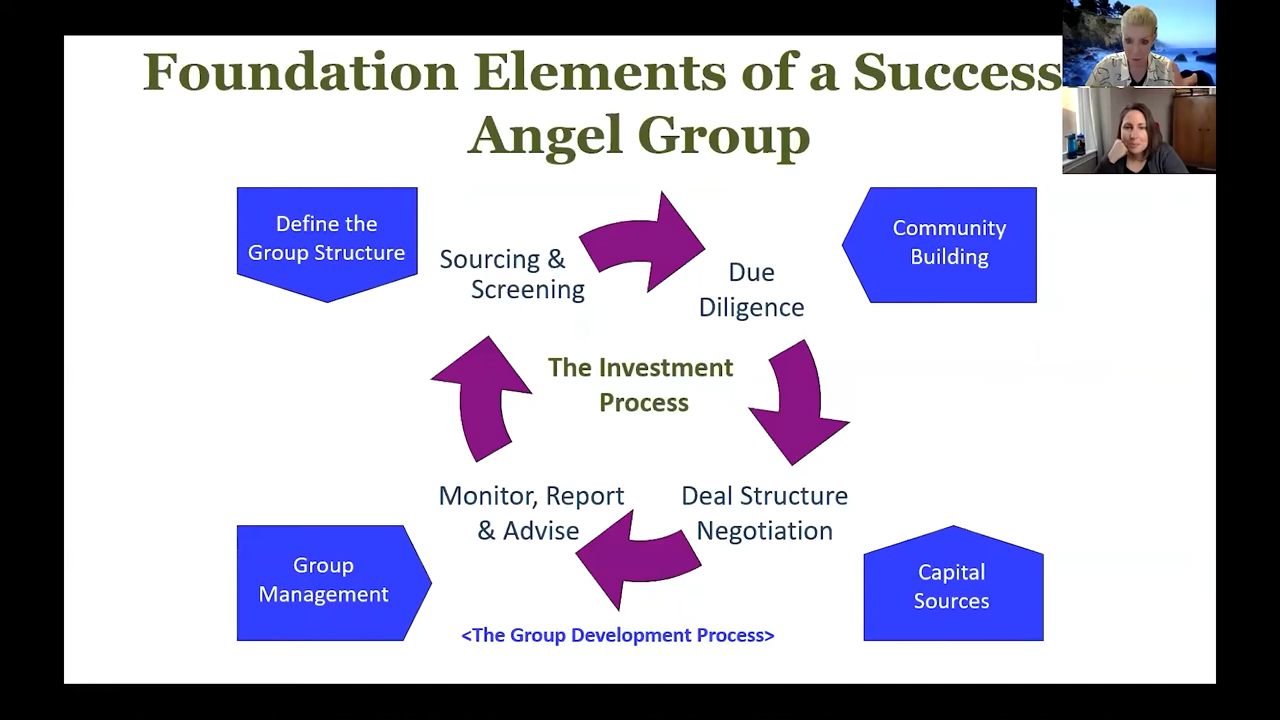 Foundation Elements of a Success
Angel Group
Define the
Group Structure
Sourcing &
Screening
Due
Diligence
Community
Building
The Investment
Process
Monitor, Report
& Advise
Deal Structure
Negotiation
Group
Management
Capital
Sources
<The Group Development Process>